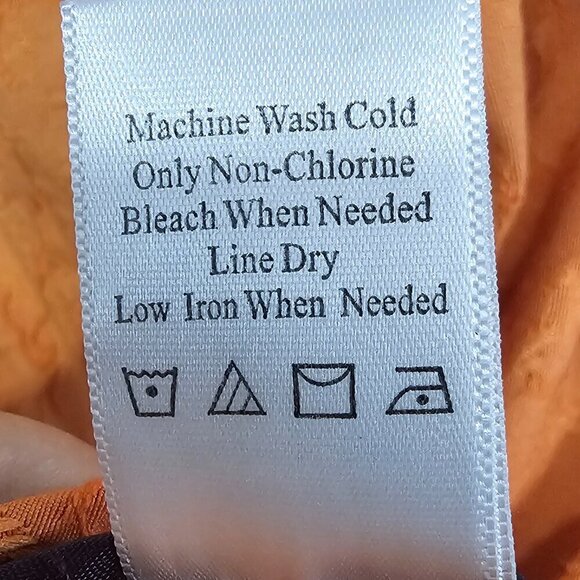 Machine Wash Cold
Only Non-Chlorine
Bleach When Needed
Line Dry
Low Iron When Needed